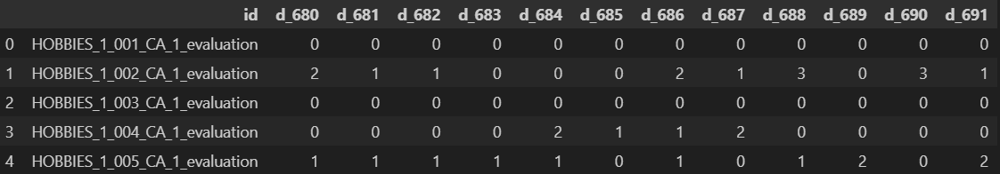 id d_680 d_681 d_682 d_683 d_684 d_685 d_686 d_687 d_688 d_689 d_690 d_691
0 HOBBIES_1_001_CA_1_evaluation 0 0 0 0 0 0 0 0 0 0 0 0
1 HOBBIES_1_002_CA_1_evaluation 2 1 1 0 0 0 2 1 3 0 3 1
2 HOBBIES_1_003_CA_1_evaluation 0 0 0 0 0 0 0 0 0 0 0 0
3 HOBBIES_1_004_CA_1_evaluation 0 0 0 0 2 1 1 2 0 0 0 0
4 HOBBIES_1_005_CA_1_evaluation 1 1 1 1 1 0 1 0 1 2 0 2